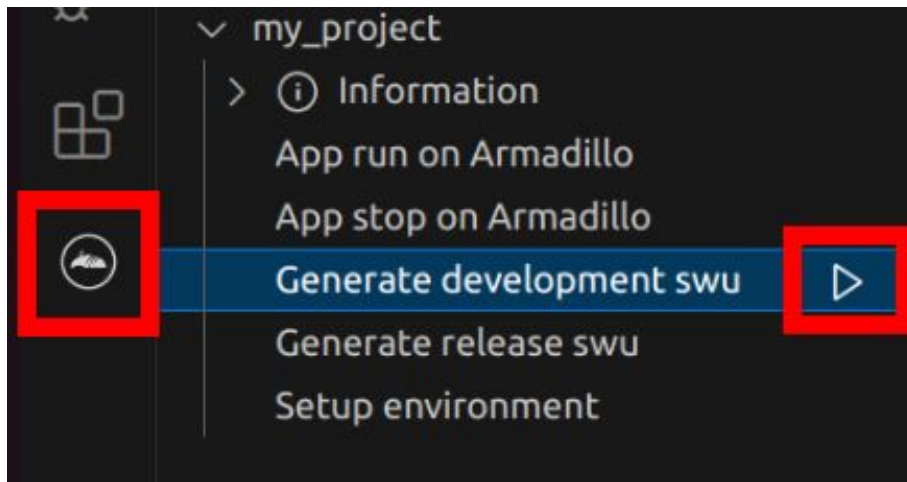 my_project
Information
App run on Armadillo
App stop on Armadillo
Generate development swu
Generate release swu
Setup environment